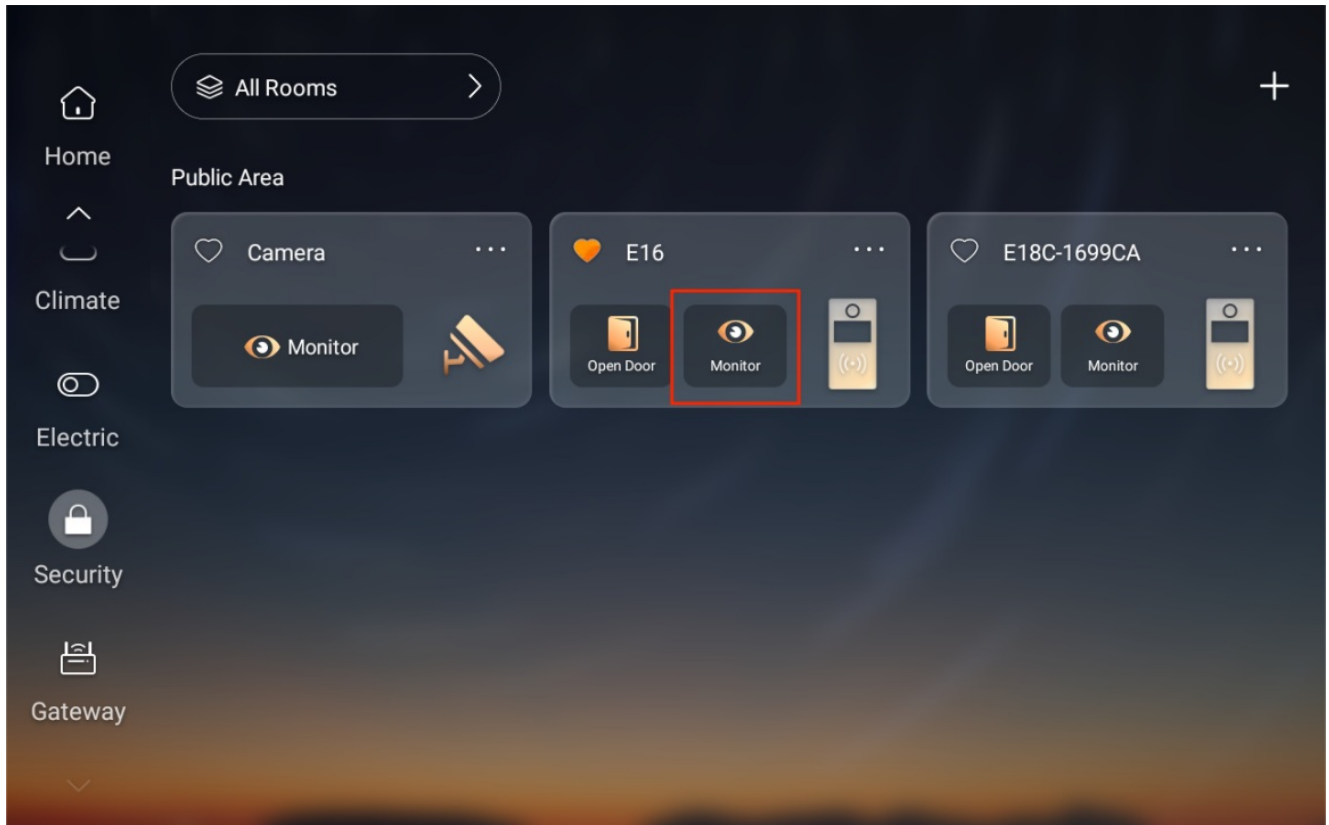 All Rooms
Home
Public Area
Camera
E16
E18C-1699CA
Climate
Monitor
Open Door
Monitor
Open Door
Monitor
Electric
Security
Gateway